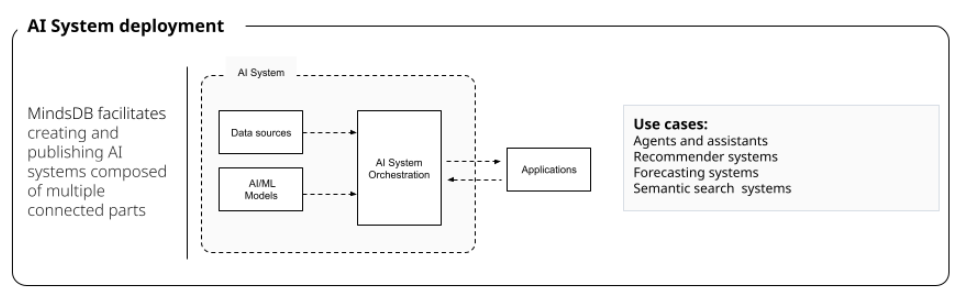 AI System deployment
MindsDB facilitates
creating and
publishing AI
systems composed
of multiple
connected parts
AI System
Data sources
AI/ML
Models
AI System
Orchestration
Applications
Use cases:
Agents and assistants
Recommender systems
Forecasting systems
Semantic search systems